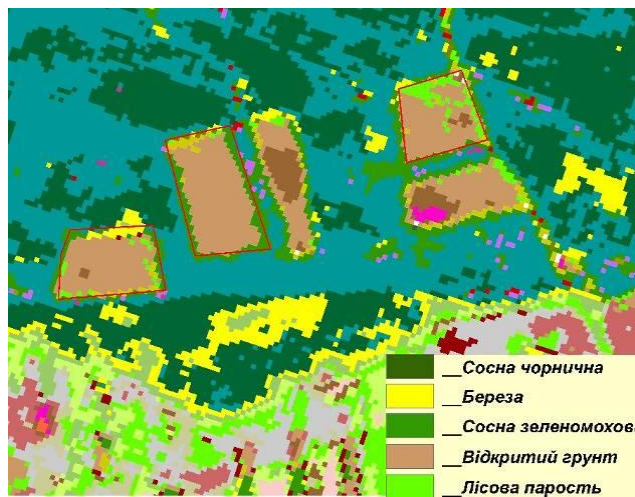 __Сосна чорнична
__Береза
__Сосна зеленомохов
__Відкритий грунт
__Лісова парость